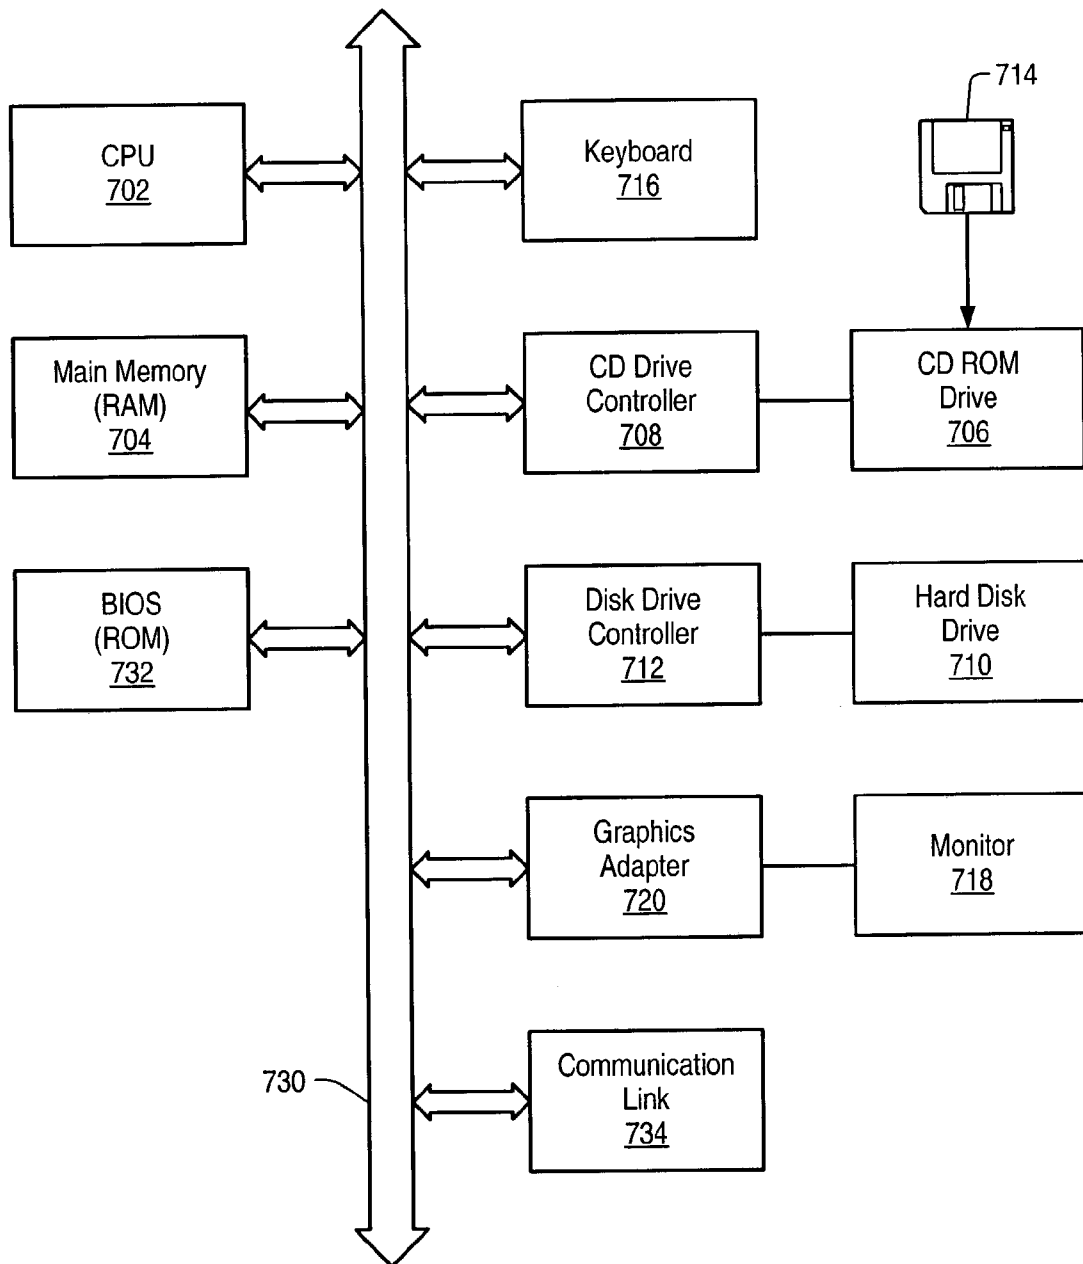 714
CPU
702
Keyboard
716
Main Memory
(RAM)
704
CD Drive
Controller
708
CD ROM
Drive
706
BIOS
(ROM)
732
Disk Drive
Controller
712
Hard Disk
Drive
710
Graphics
Adapter
720
Monitor
718
730
Communication
Link
734